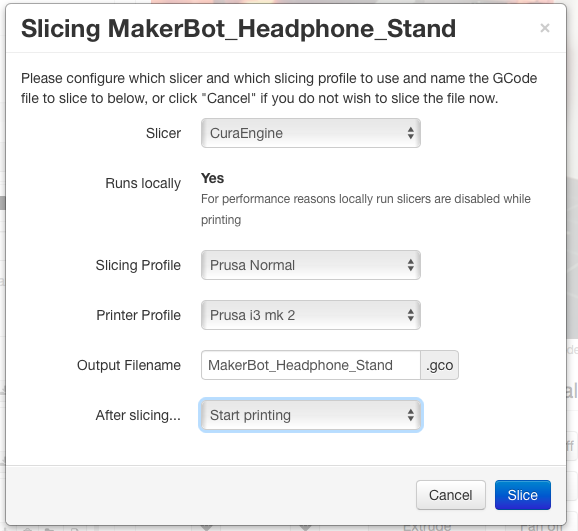 Slicing MakerBot_Headphone_Stand ×
Please configure which slicer and which slicing profile to use and name the GCode
file to slice to below, or click "Cancel" if you do not wish to slice the file now.
Slicer CuraEngine
Runs locally Yes
For performance reasons locally run slicers are disabled while
printing
Slicing Profile Prusa Normal
Printer Profile Prusa i3 mk 2
Output Filename MakerBot_Headphone_Stand .gco
After slicing... Start printing
Cancel Slice
Extrude Fan on